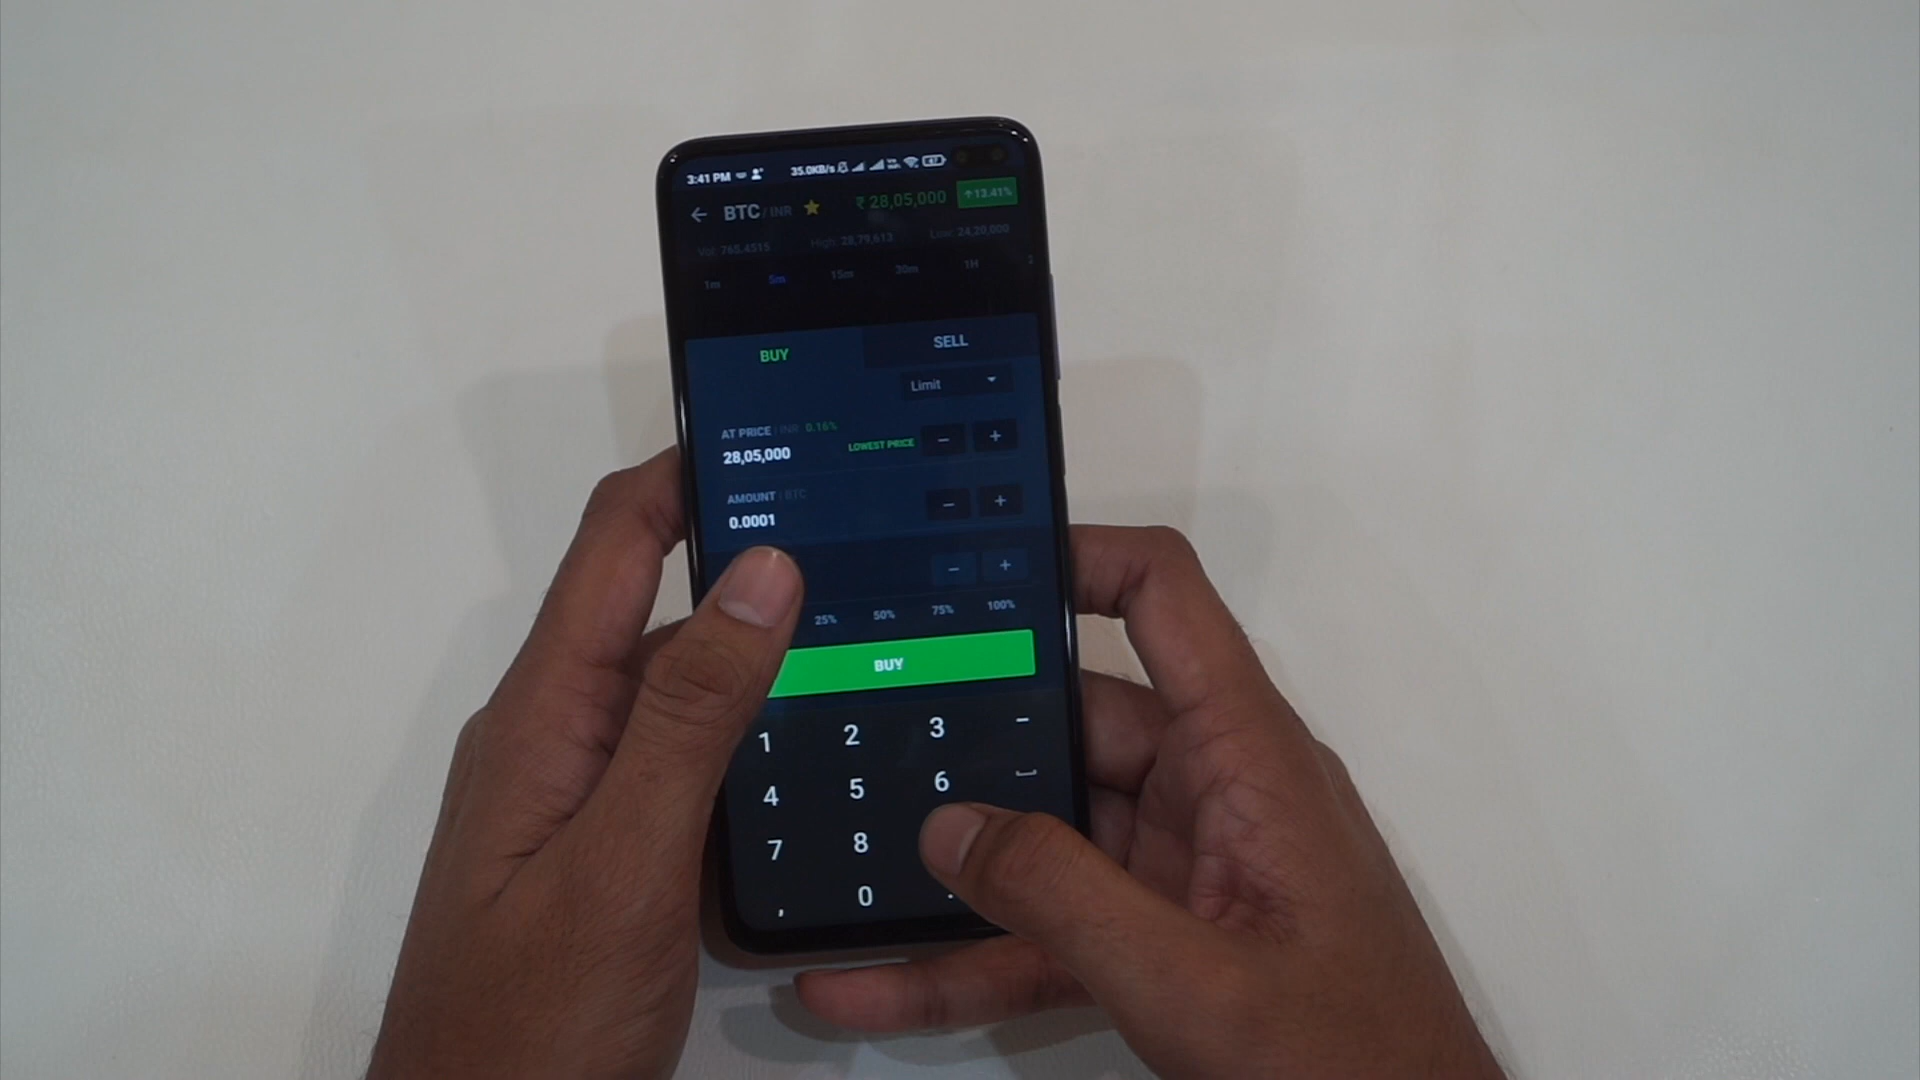 3:41 PM 35.0KB/s 47
BTC / INR ₹ 28,05,000 ↑13.41%
Vol: 765.4515 High: 28,79,613 Low: 24,20,000
1m 5m 15m 30m 1H
BUY SELL
Limit
AT PRICE | INR 0.16%
28,05,000 LOWEST PRICE − +
AMOUNT | BTC
0.0001 − +
− +
25% 50% 75% 100%
BUY
1 2 3 −
4 5 6
7 8
, 0 .